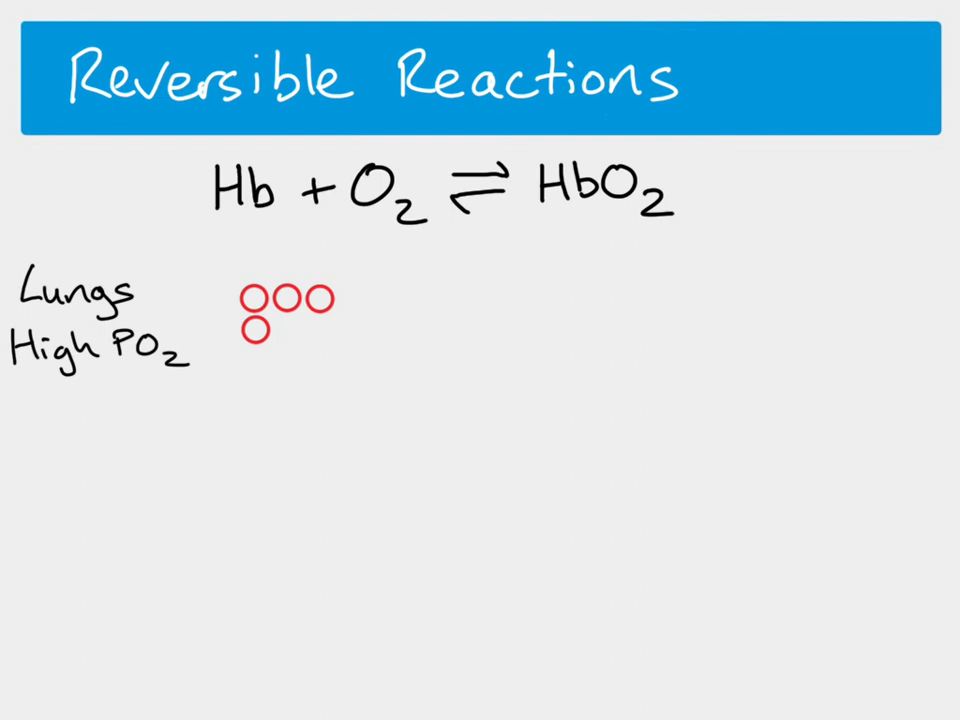 Reversible Reactions
Hb + O₂ ⇌ HbO₂
Lungs
High PO₂